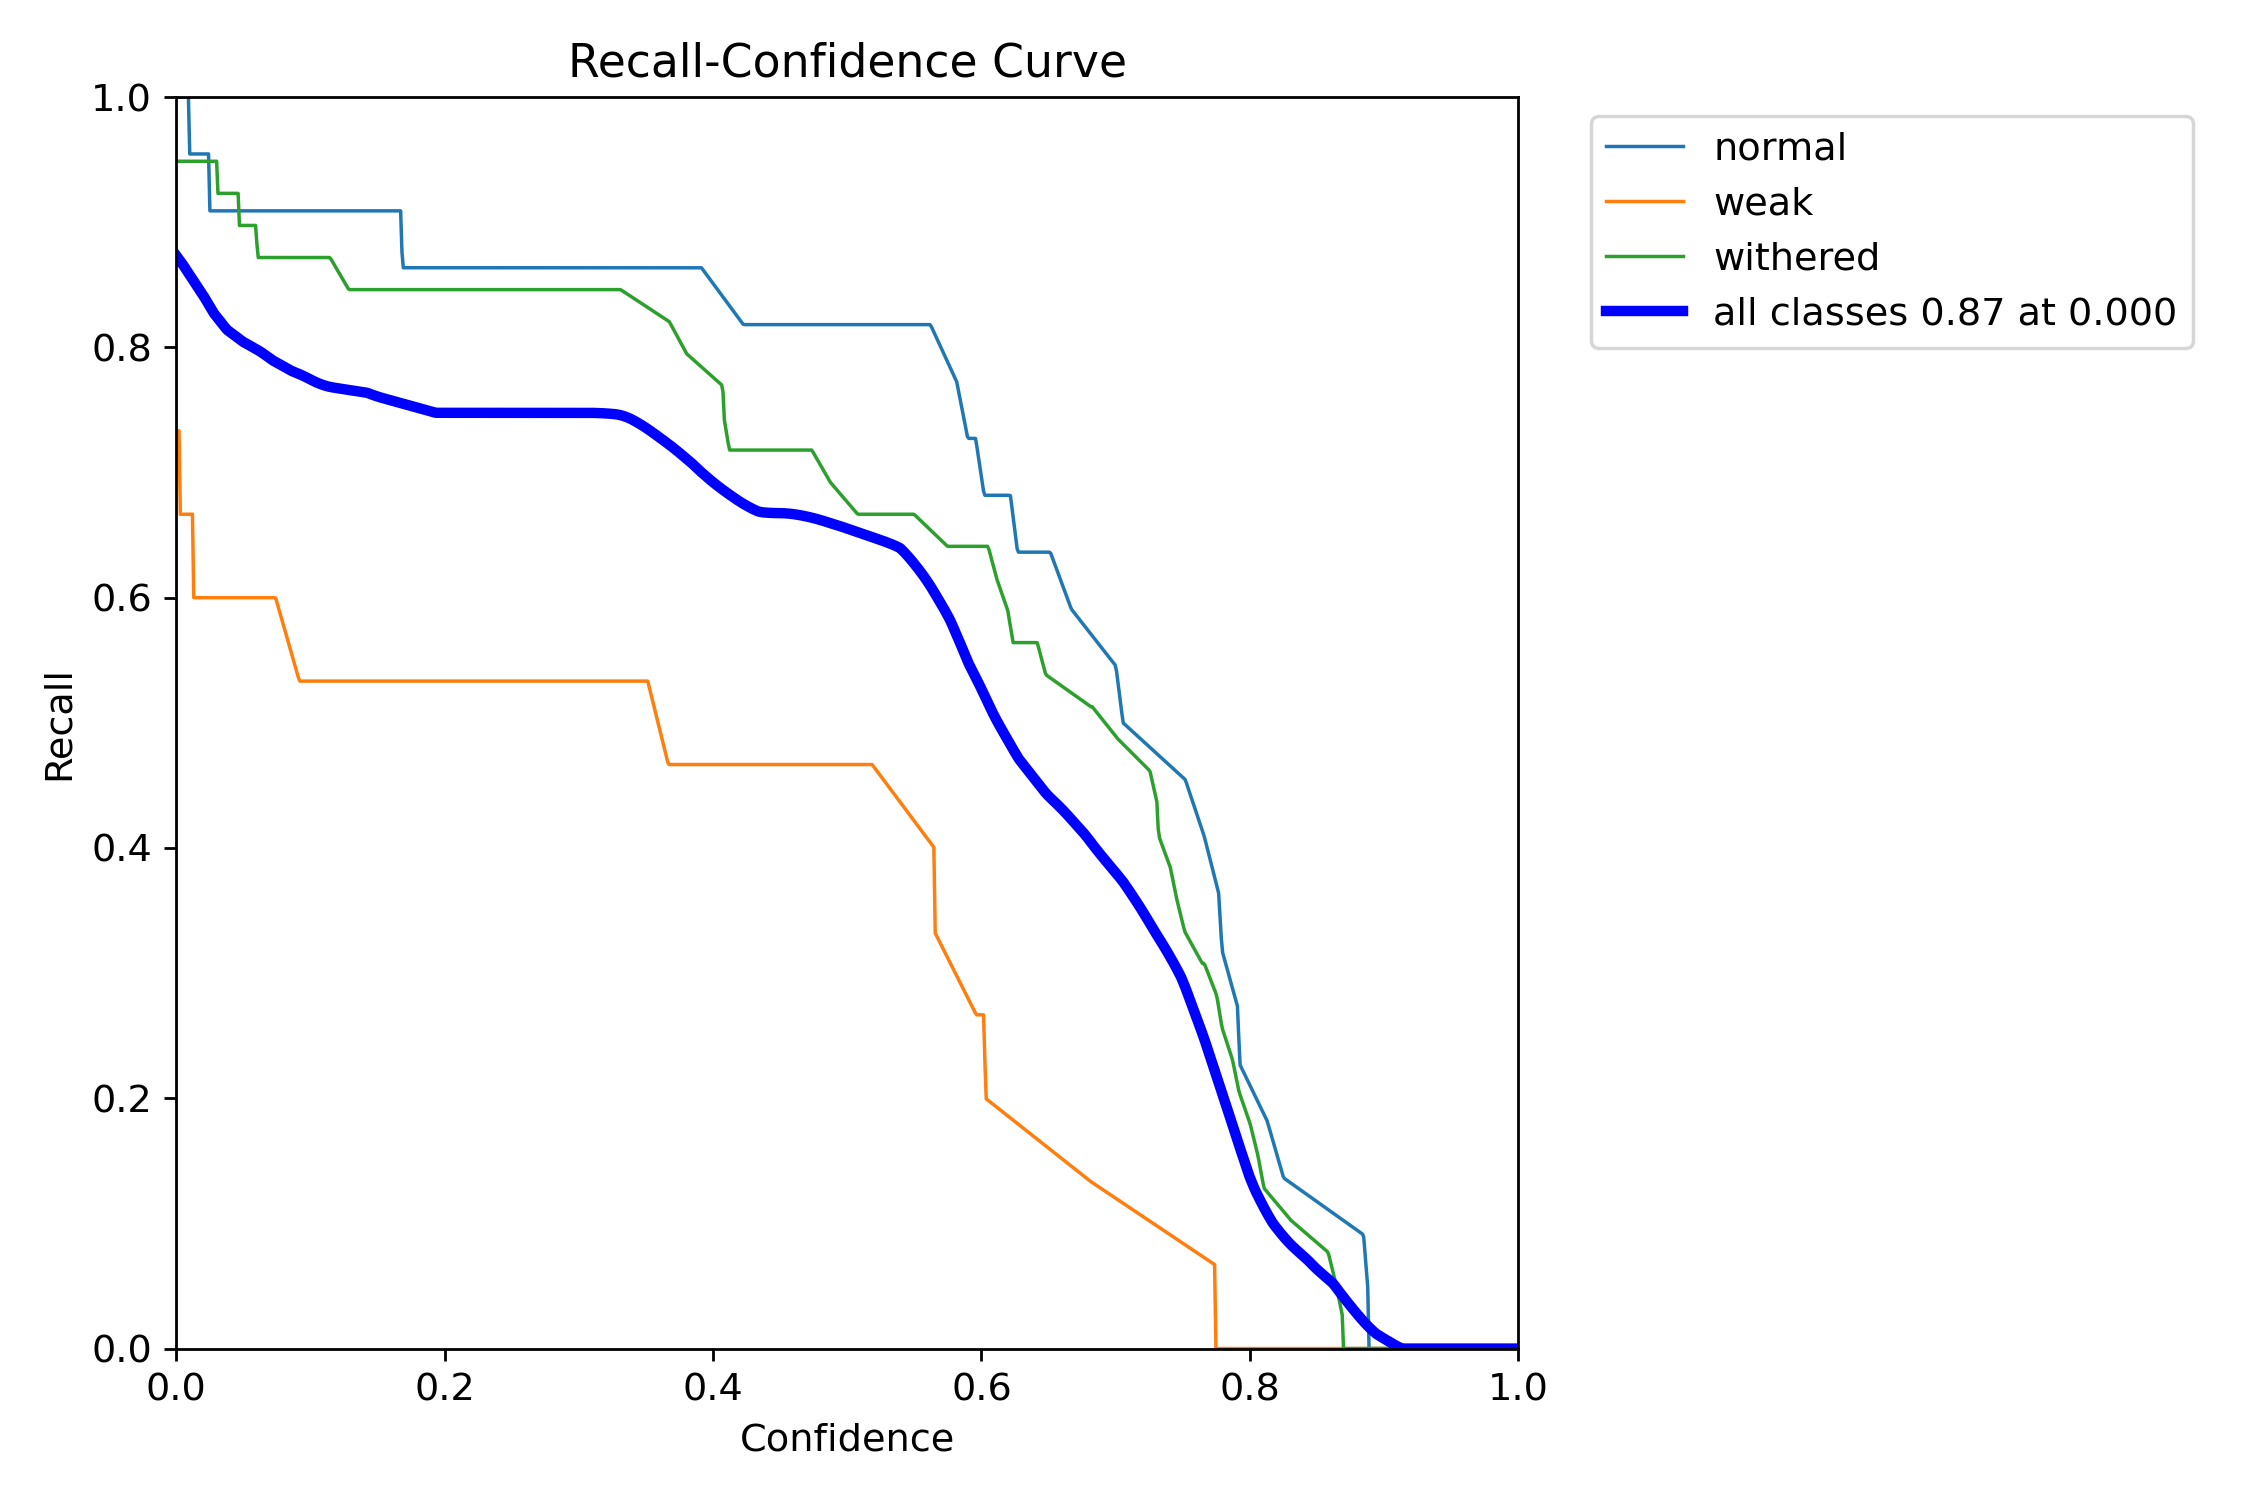 Recall-Confidence Curve
1.0
0.8
0.6
0.4
0.2
0.0
Recall
0.0 0.2 0.4 0.6 0.8 1.0
Confidence
normal
weak
withered
all classes 0.87 at 0.000